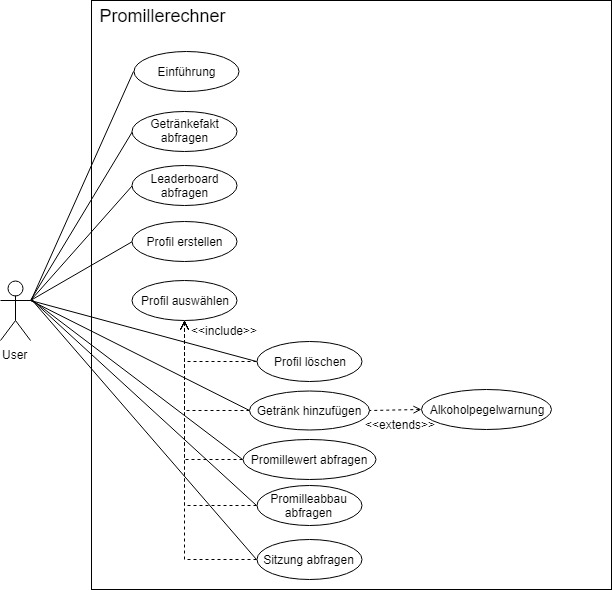 Promillerechner
Einführung
Getränkefakt
abfragen
Leaderboard
abfragen
Profil erstellen
Profil auswählen
<<include>>
User
Profil löschen
Getränk hinzufügen
Alkoholpegelwarnung
<<extends>>
Promillewert abfragen
Promilleabbau
abfragen
Sitzung abfragen